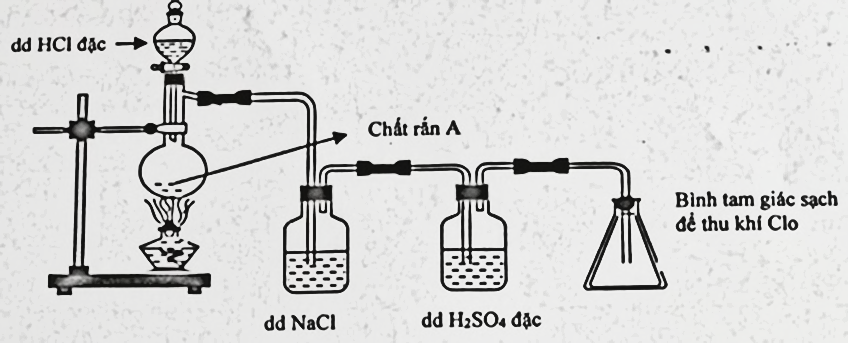 dd HCl đặc
Chất rắn A
Bình tam giác sạch
để thu khí Clo
dd NaCl
dd H₂SO₄ đặc